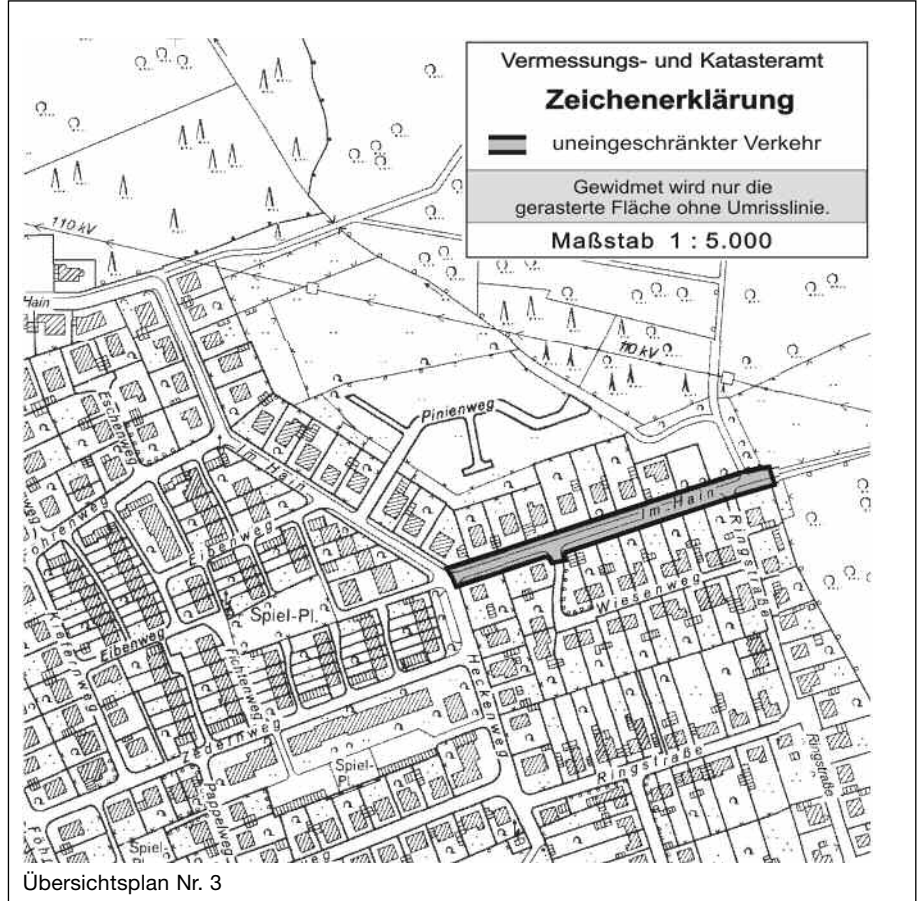 Vermessungs- und Katasteramt
Zeichenerklärung
uneingeschränkter Verkehr
Gewidmet wird nur die
gerasterte Fläche ohne Umrisslinie.
Maßstab 1 : 5.000
110 kV
110 kV
Hain
Eschenweg
Pinienweg
Im Hain
Im Hain
Ringstraße
Eibenweg
Wiesenweg
Spiel-Pl.
Kiefernweg
Eibenweg
Fichtenweg
Heckenweg
Zedernweg
Ringstraße
Ringstraße
Spiel-
Pl.
Pappelweg
Spiel-
weg
Übersichtsplan Nr. 3